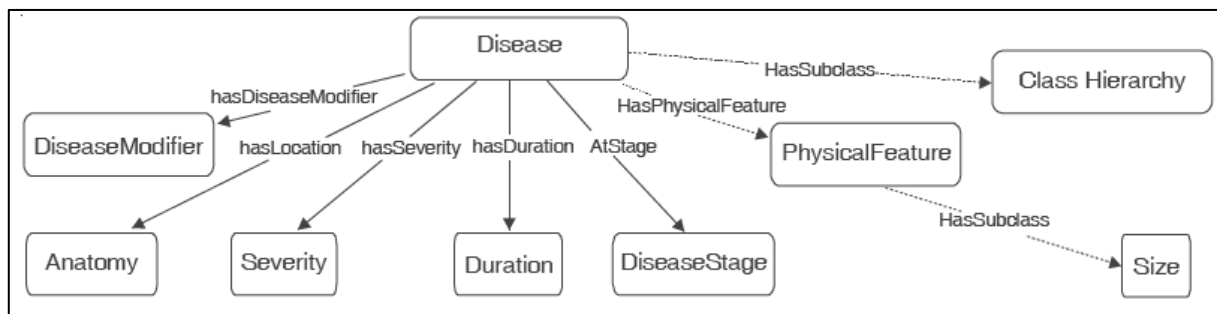 Disease
HasSubclass
Class Hierarchy
hasDiseaseModifier
HasPhysicalFeature
DiseaseModifier
hasLocation
hasSeverity
hasDuration
AtStage
PhysicalFeature
HasSubclass
Anatomy
Severity
Duration
DiseaseStage
Size